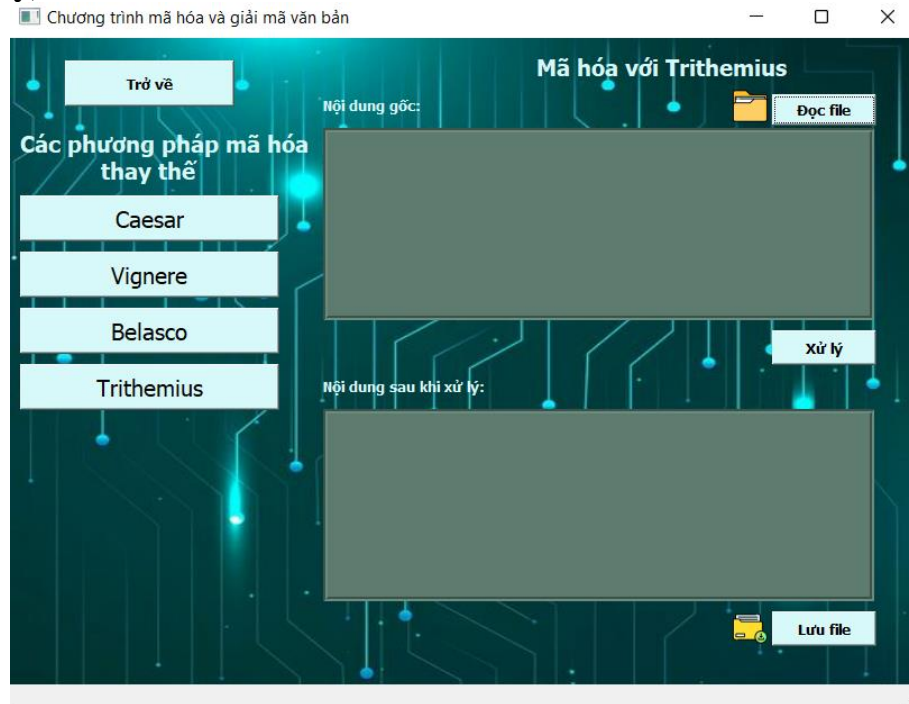 Chương trình mã hóa và giải mã văn bản
Trở về
Mã hóa với Trithemius
Nội dung gốc:
Đọc file
Các phương pháp mã hóa
thay thế
Caesar
Vignere
Belasco
Trithemius
Xử lý
Nội dung sau khi xử lý:
Lưu file